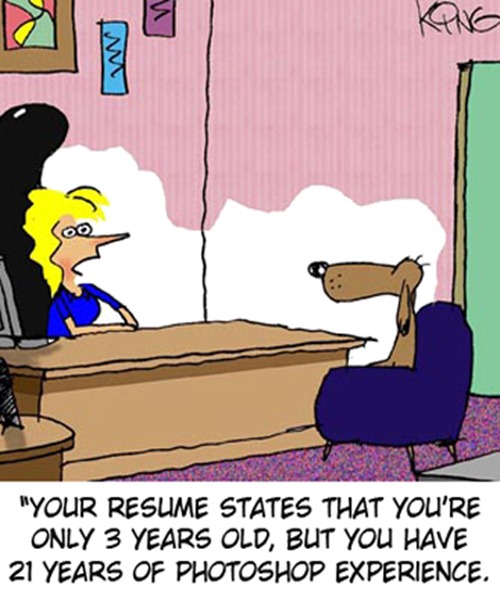 KING
"YOUR RESUME STATES THAT YOU'RE
ONLY 3 YEARS OLD, BUT YOU HAVE
21 YEARS OF PHOTOSHOP EXPERIENCE.